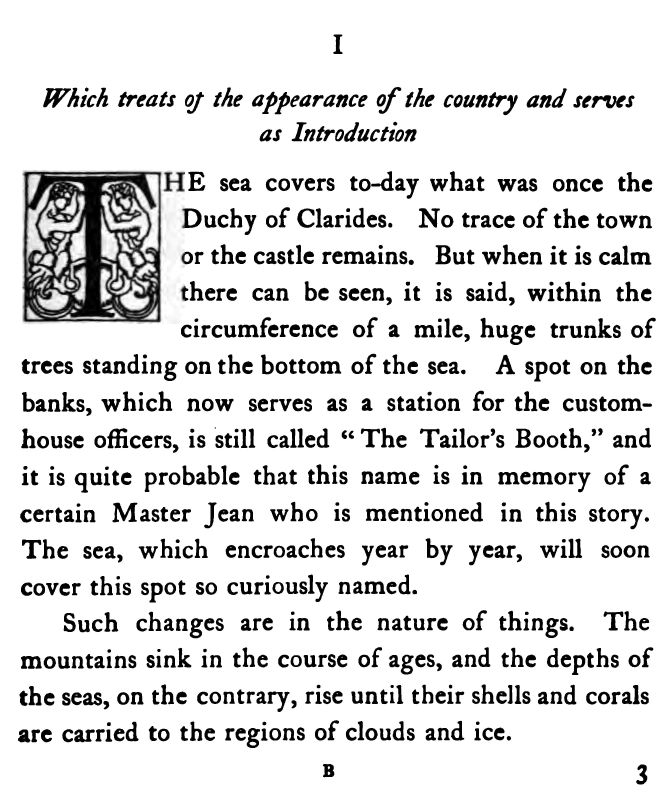 I
Which treats of the appearance of the country and serves
as Introduction
THE sea covers to-day what was once the
Duchy of Clarides. No trace of the town
or the castle remains. But when it is calm
there can be seen, it is said, within the
circumference of a mile, huge trunks of
trees standing on the bottom of the sea. A spot on the
banks, which now serves as a station for the custom-
house officers, is still called “The Tailor’s Booth,” and
it is quite probable that this name is in memory of a
certain Master Jean who is mentioned in this story.
The sea, which encroaches year by year, will soon
cover this spot so curiously named.
Such changes are in the nature of things. The
mountains sink in the course of ages, and the depths of
the seas, on the contrary, rise until their shells and corals
are carried to the regions of clouds and ice.
B 3